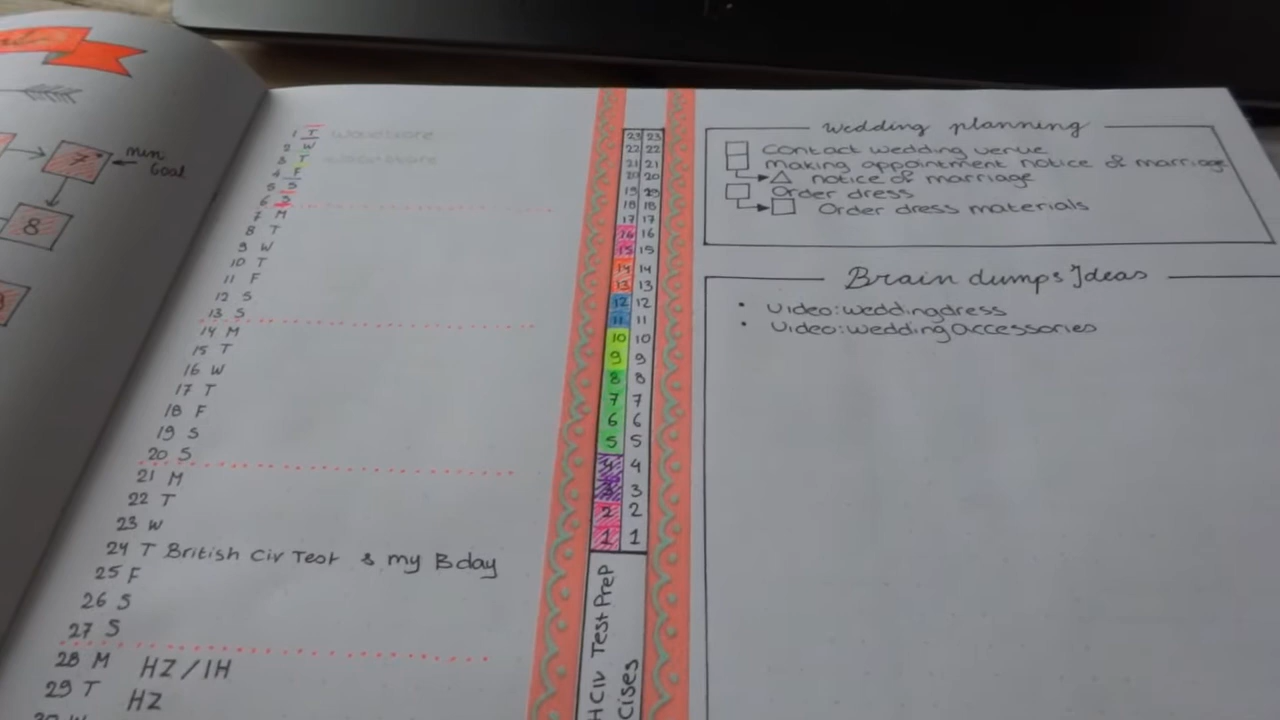 7
min
Goal
8
1 T
2 W
3 T
4 F
5 S
6 S
7 M
8 T
9 W
10 T
11 F
12 S
13 S
14 M
15 T
16 W
17 T
18 F
19 S
20 S
21 M
22 T
23 W
24 T British Civ Test & my Bday
25 F
26 S
27 S
28 M HZ/IH
29 T HZ
23 23
22 22
21 21
20 20
19 19
18 18
17 17
16 16
15 15
14 14
13 13
12 12
11 11
10 10
9 9
8 8
7 7
6 6
5 5
4 4
3 3
2 2
1 1
Civ Test Prep
cises
Wedding planning
Contact wedding venue
Making appointment notice of marriage
notice of marriage
Order dress
Order dress materials
Brain dumps Ideas
• Video: weddingdress
• Video: wedding accessories